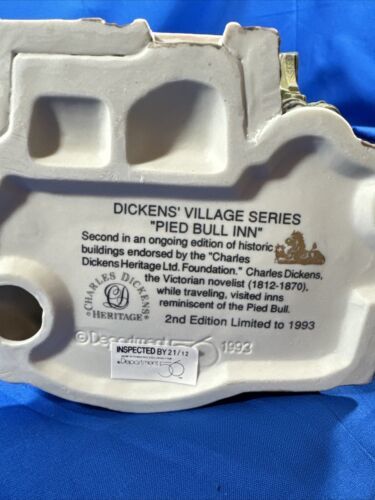 DICKENS' VILLAGE SERIES
"PIED BULL INN"
Second in an ongoing edition of historic
buildings endorsed by the "Charles
Dickens Heritage Ltd. Foundation." Charles Dickens,
the Victorian novelist (1812-1870),
while traveling, visited inns
reminiscent of the Pied Bull.
2nd Edition Limited to 1993
CHARLES DICKENS
HERITAGE
©Department 56 1993
INSPECTED BY 21/12
Department 56